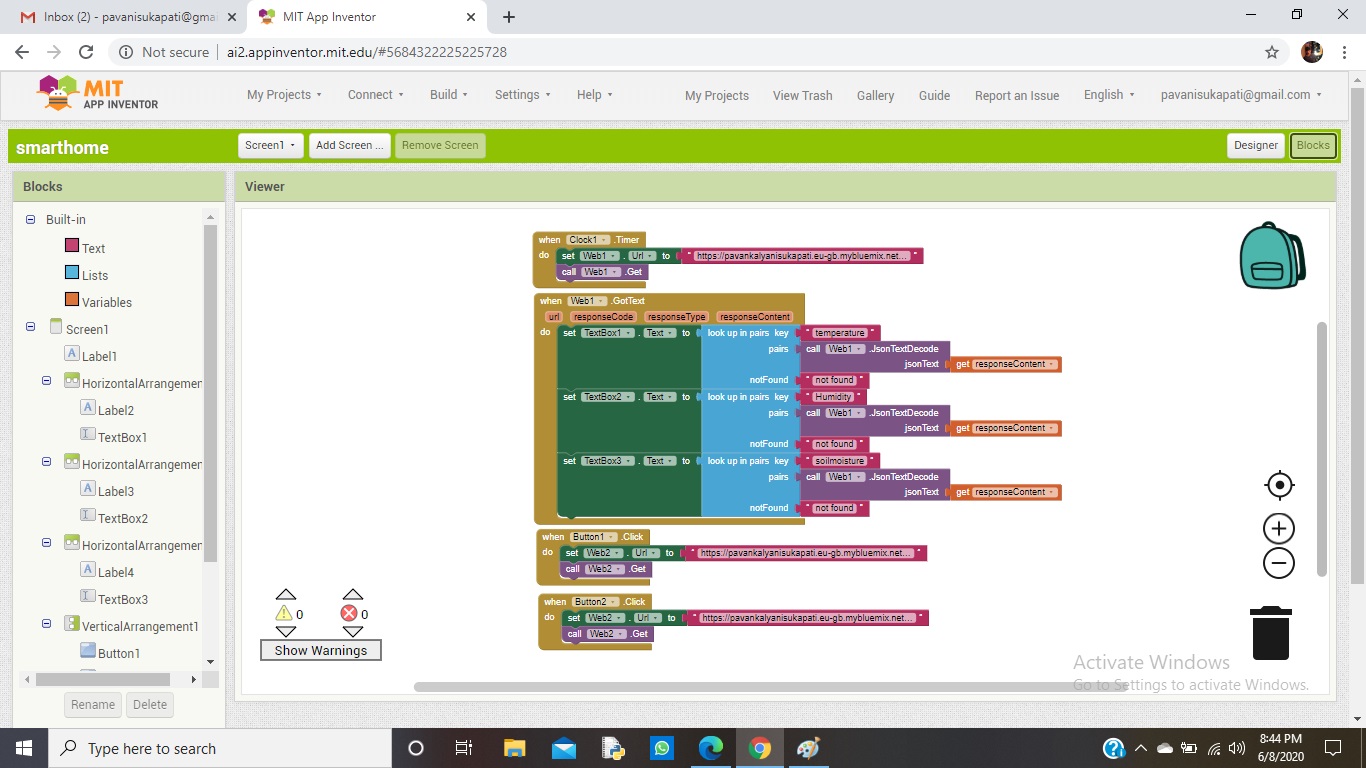 Inbox (2) - pavanisukapati@gmai
MIT App Inventor
Not secure | ai2.appinventor.mit.edu/#5684322225225728
MIT
APP INVENTOR
My Projects Connect Build Settings Help My Projects View Trash Gallery Guide Report an Issue English pavanisukapati@gmail.com
smarthome Screen1 Add Screen ... Remove Screen Designer Blocks
Blocks
Viewer
Built-in
Text
Lists
Variables
Screen1
Label1
HorizontalArrangemen
Label2
TextBox1
HorizontalArrangemen
Label3
TextBox2
HorizontalArrangemen
Label4
TextBox3
VerticalArrangement1
Button1
Rename Delete
when Clock1 .Timer
do set Web1 . Url to " https://pavankalyanisukapati.eu-gb.mybluemix.net... "
call Web1 .Get
when Web1 .GotText
url responseCode responseType responseContent
do set TextBox1 . Text to look up in pairs key " temperature "
pairs call Web1 .JsonTextDecode
jsonText get responseContent
notFound " not found "
set TextBox2 . Text to look up in pairs key " Humidity "
pairs call Web1 .JsonTextDecode
jsonText get responseContent
notFound " not found "
set TextBox3 . Text to look up in pairs key " soilmoisture "
pairs call Web1 .JsonTextDecode
jsonText get responseContent
notFound " not found "
when Button1 .Click
do set Web2 . Url to " https://pavankalyanisukapati.eu-gb.mybluemix.net... "
call Web2 .Get
when Button2 .Click
do set Web2 . Url to " https://pavankalyanisukapati.eu-gb.mybluemix.net... "
call Web2 .Get
0 0
Show Warnings
Activate Windows
Go to Settings to activate Windows.
Type here to search
8:44 PM
6/8/2020